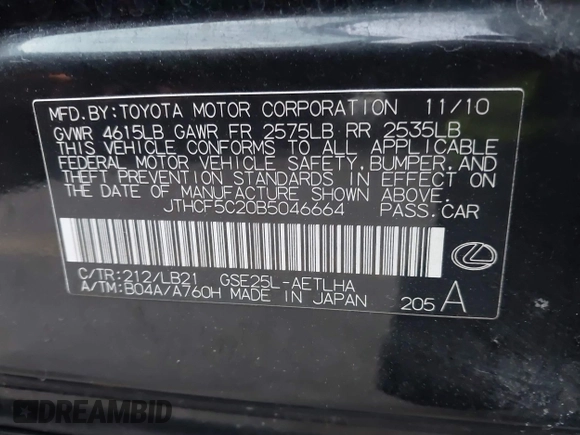 MFD.BY:TOYOTA MOTOR CORPORATION 11/10
GVWR 4615LB GAWR FR 2575LB RR 2535LB
THIS VEHICLE CONFORMS TO ALL APPLICABLE
FEDERAL MOTOR VEHICLE SAFETY, BUMPER, AND
THEFT PREVENTION STANDARDS IN EFFECT ON
THE DATE OF MANUFACTURE SHOWN ABOVE.
JTHCF5C20B5046664 PASS.CAR
C/TR:212/LB21 GSE25L-AETLHA
A/TM:B04A/A760H MADE IN JAPAN 205 A
DREAMBID